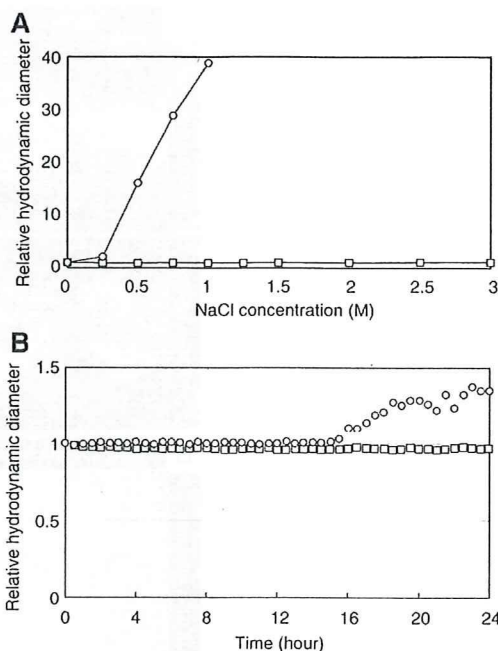 A
Relative hydrodynamic diameter
40
30
20
10
0
0 0.5 1 1.5 2 2.5 3
NaCl concentration (M)
B
Relative hydrodynamic diameter
1.5
1
0.5
0
0 4 8 12 16 20 24
Time (hour)